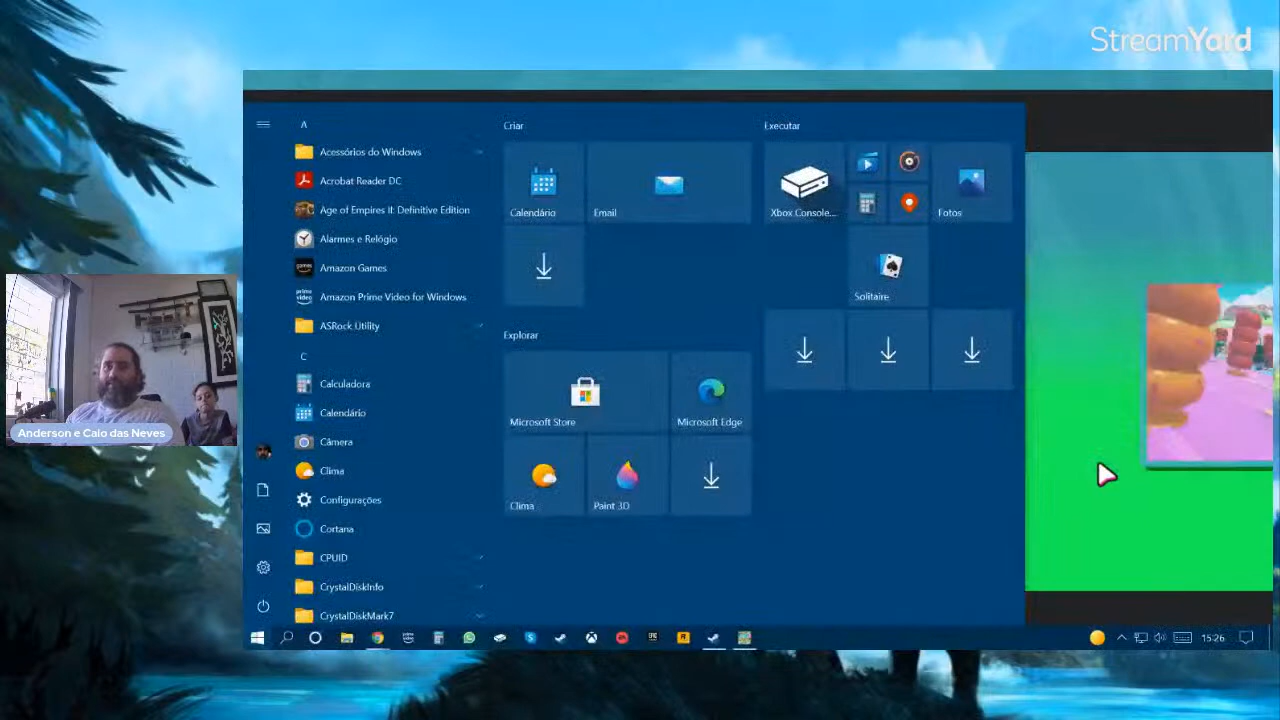 StreamYard
A
Acessórios do Windows
Acrobat Reader DC
Age of Empires II: Definitive Edition
Alarmes e Relógio
Amazon Games
Amazon Prime Video for Windows
ASRock Utility
C
Calculadora
Calendário
Câmera
Clima
Configurações
Cortana
CPUID
CrystalDiskInfo
CrystalDiskMark7
Criar
Calendário
Email
Explorar
Microsoft Store
Microsoft Edge
Clima
Paint 3D
Executar
Xbox Console...
Fotos
Solitaire
Anderson e Caio das Neves
15:26